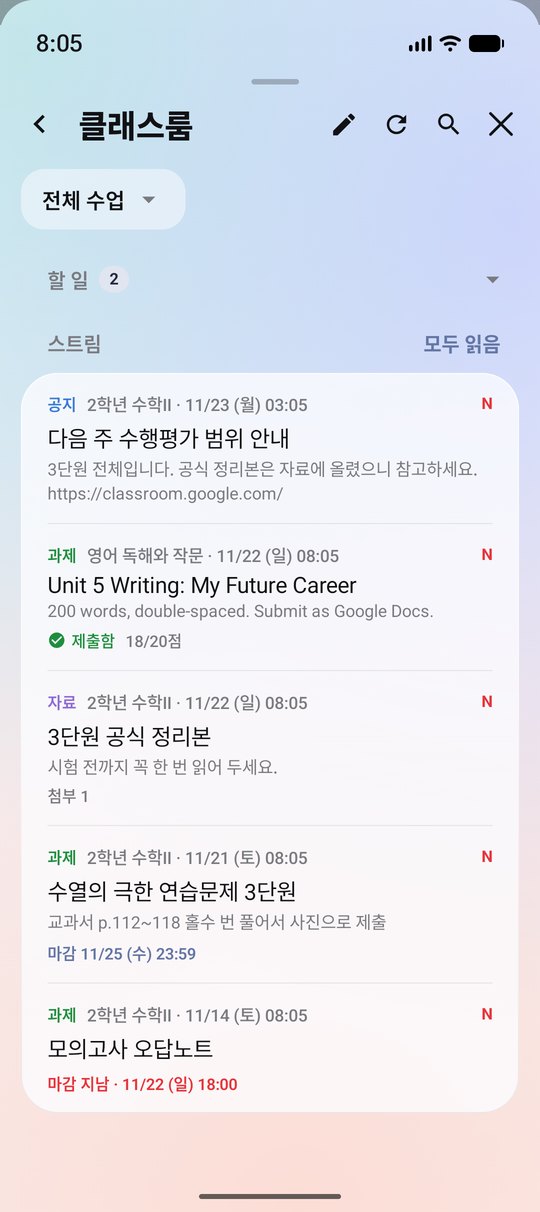 8:05
클래스룸
전체 수업
할 일 2
스트림 모두 읽음
공지 2학년 수학II · 11/23 (월) 03:05 N
다음 주 수행평가 범위 안내
3단원 전체입니다. 공식 정리본은 자료에 올렸으니 참고하세요.
https://classroom.google.com/
과제 영어 독해와 작문 · 11/22 (일) 08:05 N
Unit 5 Writing: My Future Career
200 words, double-spaced. Submit as Google Docs.
제출함 18/20점
자료 2학년 수학II · 11/22 (일) 08:05 N
3단원 공식 정리본
시험 전까지 꼭 한 번 읽어 두세요.
첨부 1
과제 2학년 수학II · 11/21 (토) 08:05 N
수열의 극한 연습문제 3단원
교과서 p.112~118 홀수 번 풀어서 사진으로 제출
마감 11/25 (수) 23:59
과제 2학년 수학II · 11/14 (토) 08:05 N
모의고사 오답노트
마감 지남 · 11/22 (일) 18:00